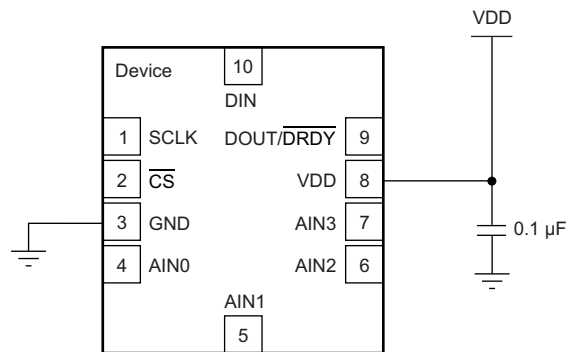 VDD
Device
10
DIN
1 SCLK DOUT/DRDY 9
2 CS VDD 8
3 GND AIN3 7
0.1 µF
4 AIN0 AIN2 6
AIN1
5